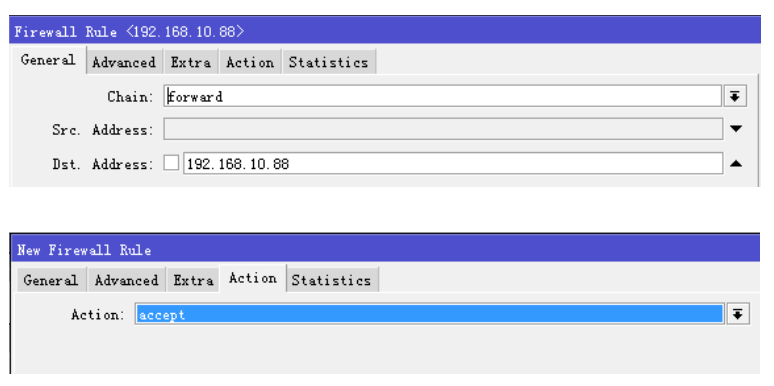 Firewall Rule <192.168.10.88>
General Advanced Extra Action Statistics
Chain: forward
Src. Address:
Dst. Address: 192.168.10.88
New Firewall Rule
General Advanced Extra Action Statistics
Action: accept